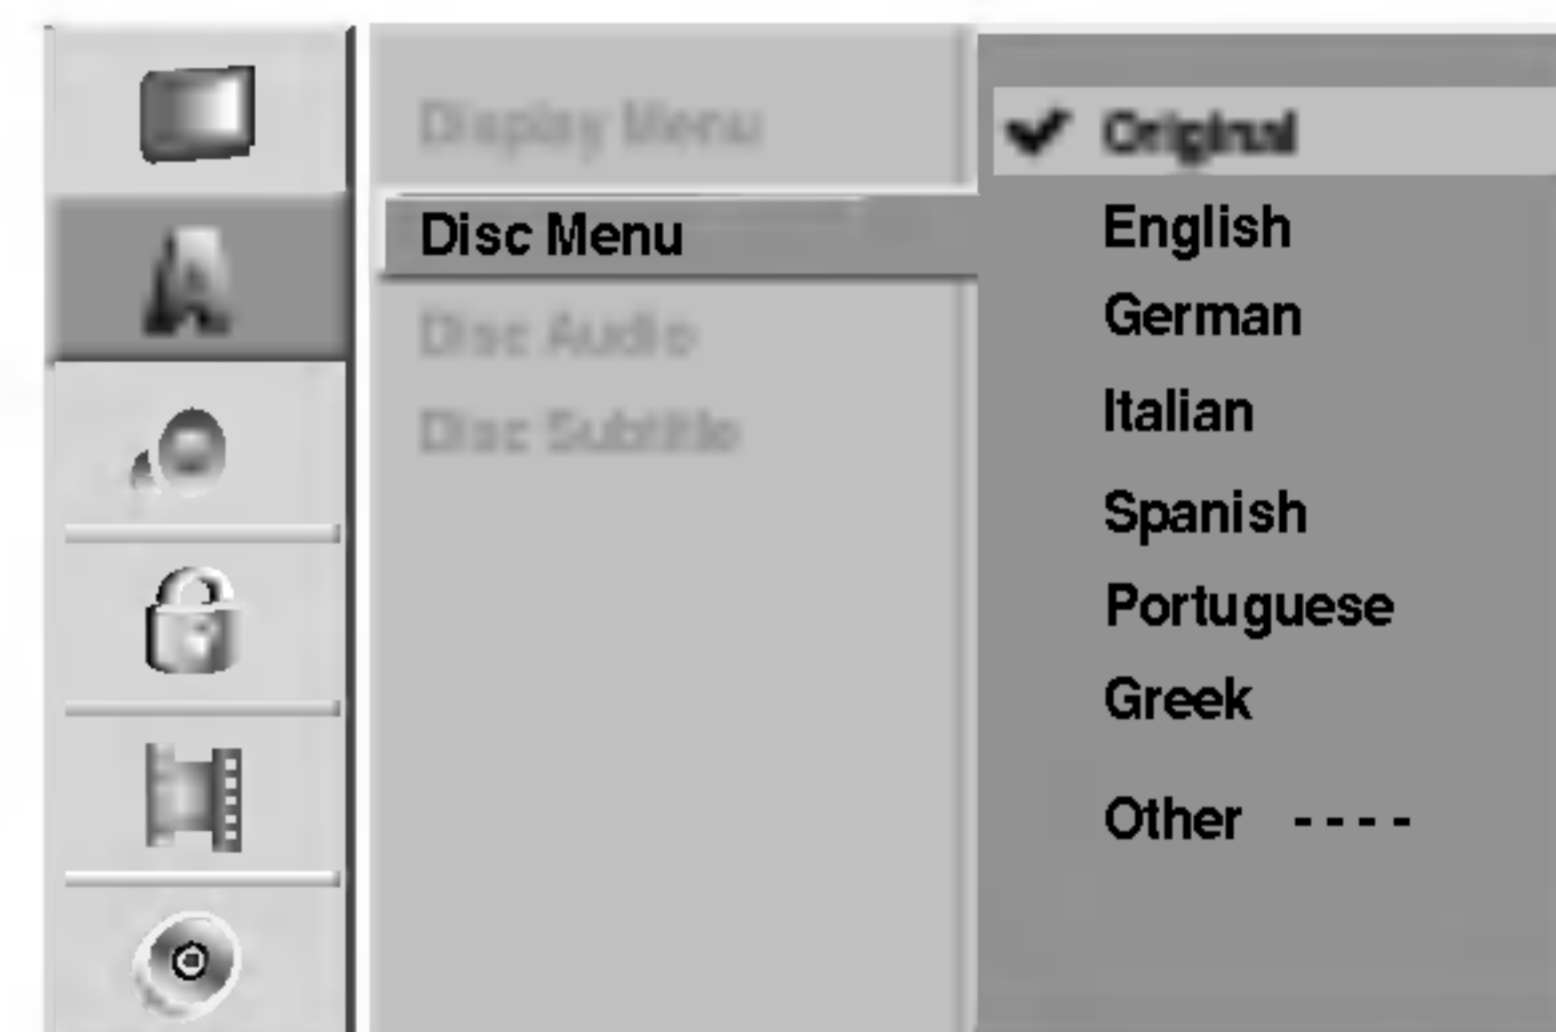 Display Menu
Disc Menu
Disc Audio
Disc Subtitle
Original
English
German
Italian
Spanish
Portuguese
Greek
Other - - - -